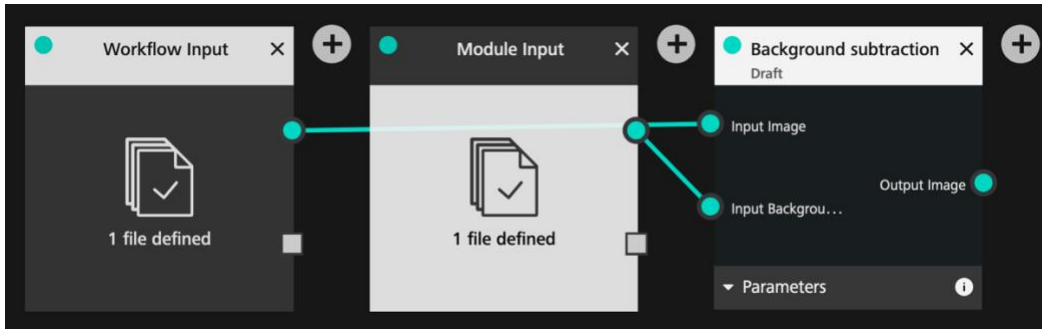 Workflow Input
1 file defined
Module Input
1 file defined
Background subtraction
Draft
Input Image
Output Image
Input Backgrou...
Parameters